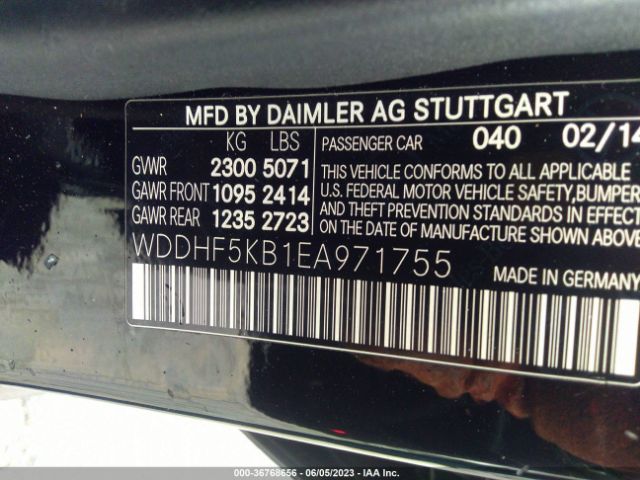 MFD BY DAIMLER AG STUTTGART
KG LBS
GVWR 2300 5071
GAWR FRONT 1095 2414
GAWR REAR 1235 2723
PASSENGER CAR 040 02/14
THIS VEHICLE CONFORMS TO ALL APPLICABLE
U.S. FEDERAL MOTOR VEHICLE SAFETY, BUMPER
AND THEFT PREVENTION STANDARDS IN EFFECT
ON THE DATE OF MANUFACTURE SHOWN ABOVE
WDDHF5KB1EA971755
MADE IN GERMANY
000-36768656 - 06/05/2023 - IAA Inc.